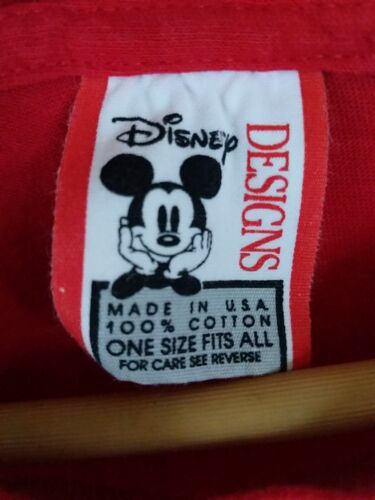 Disney
DESIGNS
MADE IN U.S.A.
100% COTTON
ONE SIZE FITS ALL
FOR CARE SEE REVERSE